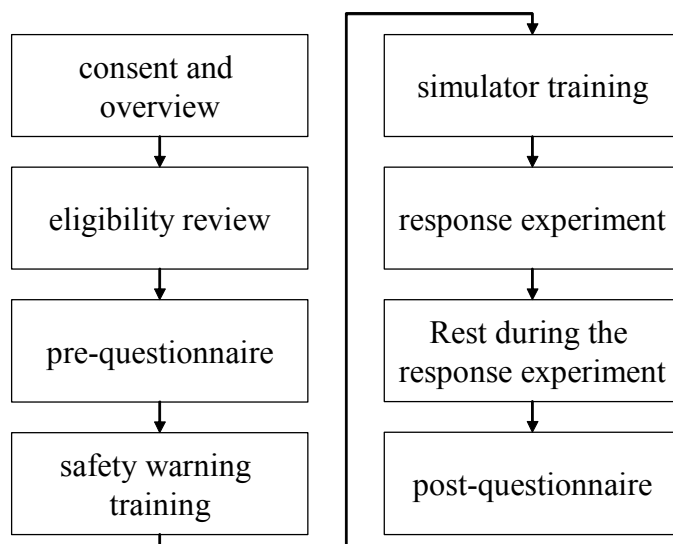 consent and
overview
eligibility review
pre-questionnaire
safety warning
training
simulator training
response experiment
Rest during the
response experiment
post-questionnaire